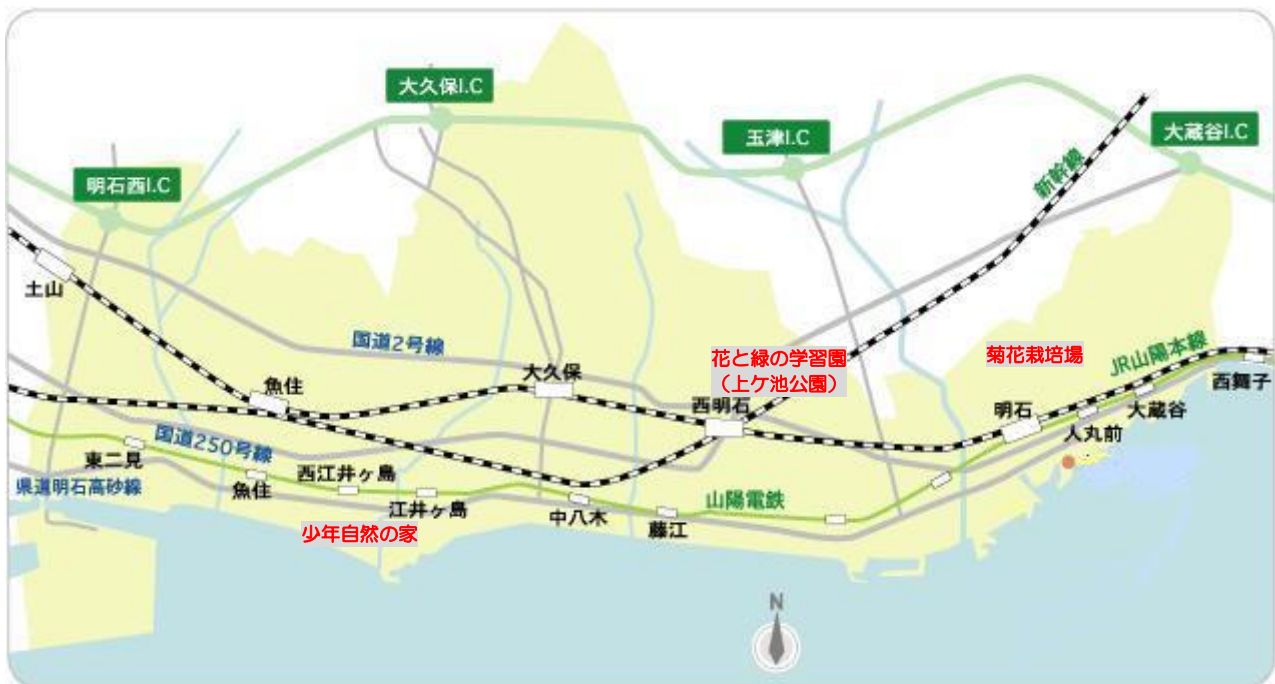 大久保I.C
玉津I.C
大蔵谷I.C
明石西I.C
新幹線
土山
国道2号線
花と緑の学習園
（上ケ池公園）
菊花栽培場
JR山陽本線
魚住
大久保
西明石
明石
人丸前
大蔵谷
西舞子
国道250号線
東二見
県道明石高砂線
魚住
西江井ヶ島
江井ヶ島
中八木
藤江
山陽電鉄
少年自然の家
N